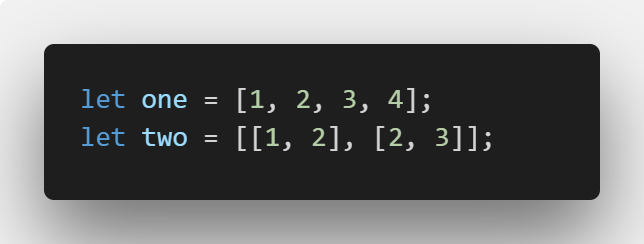 let one = [1, 2, 3, 4];
let two = [[1, 2], [2, 3]];